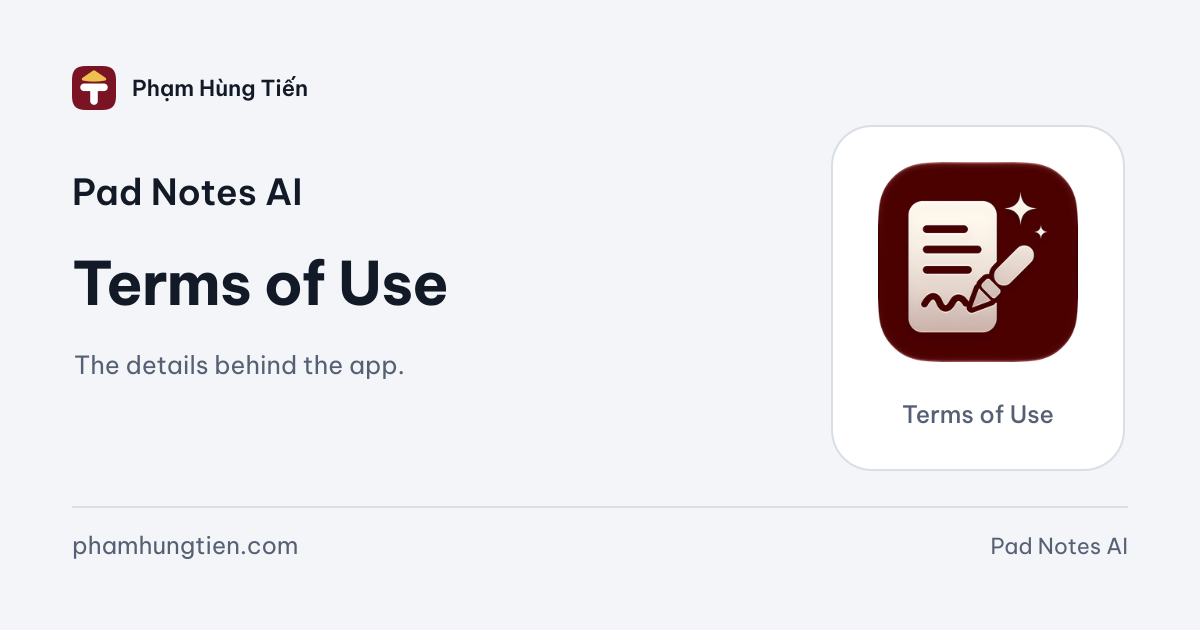 Phạm Hùng Tiến
Pad Notes AI
Terms of Use
The details behind the app.
Terms of Use
phamhungtien.com
Pad Notes AI